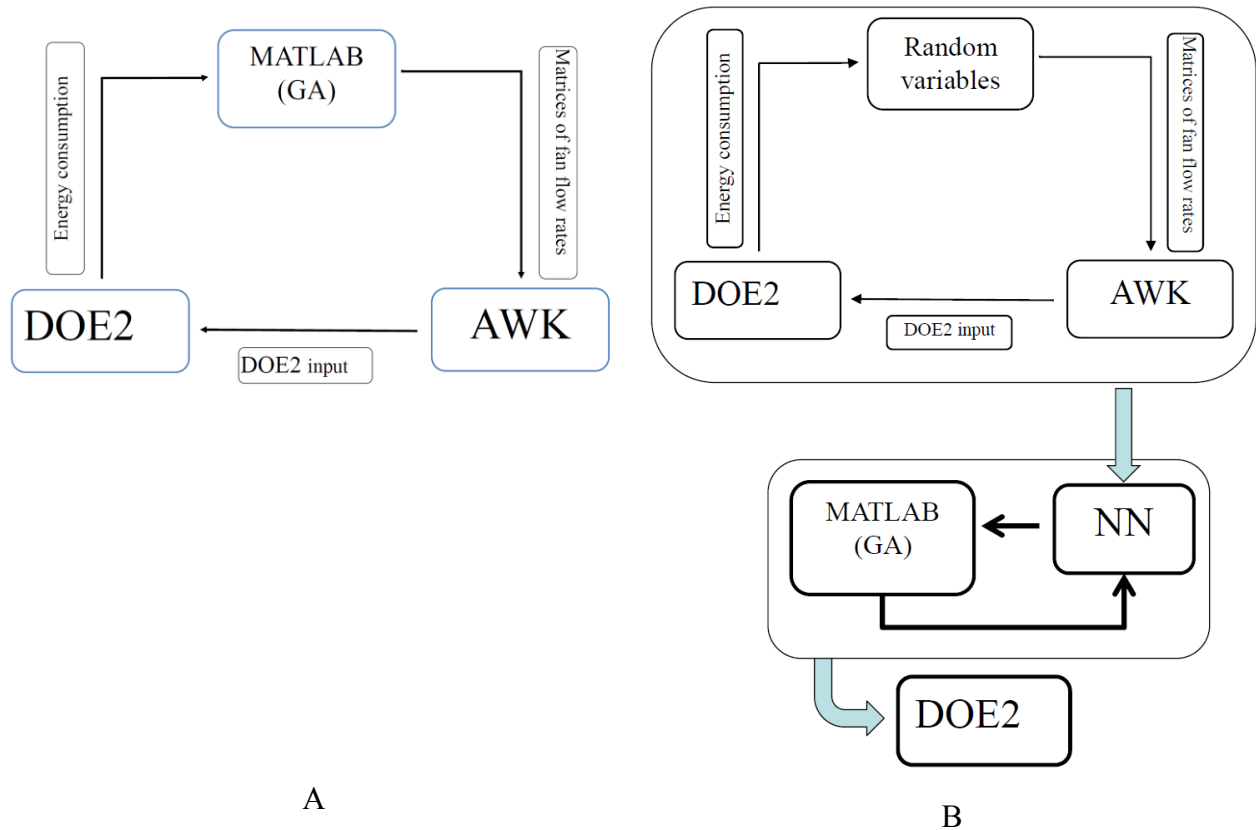 MATLAB
(GA)
Energy consumption
Matrices of fan flow rates
DOE2
AWK
DOE2 input
A
Random
variables
Energy consumption
Matrices of fan
flow rates
DOE2
AWK
DOE2 input
MATLAB
(GA)
NN
DOE2
B